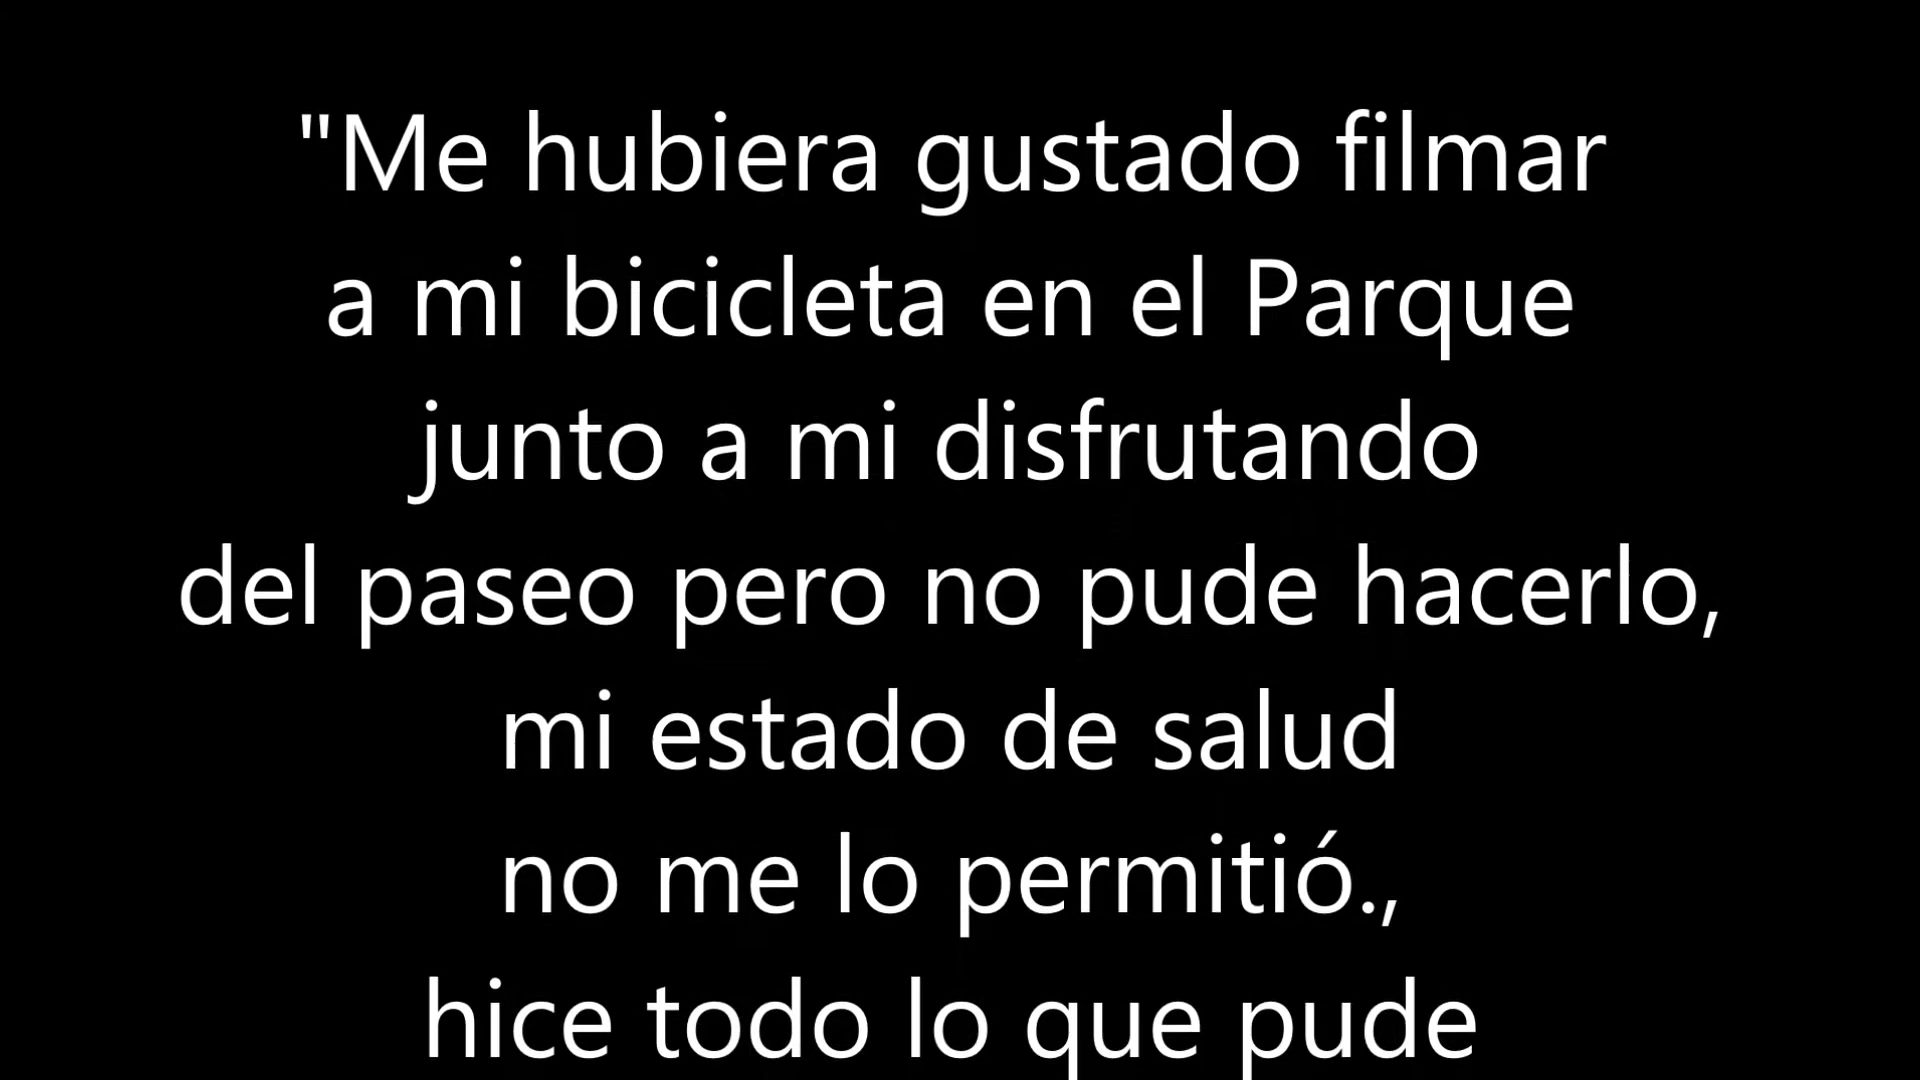 "Me hubiera gustado filmar
a mi bicicleta en el Parque
junto a mi disfrutando
del paseo pero no pude hacerlo,
mi estado de salud
no me lo permitió.,
hice todo lo que pude